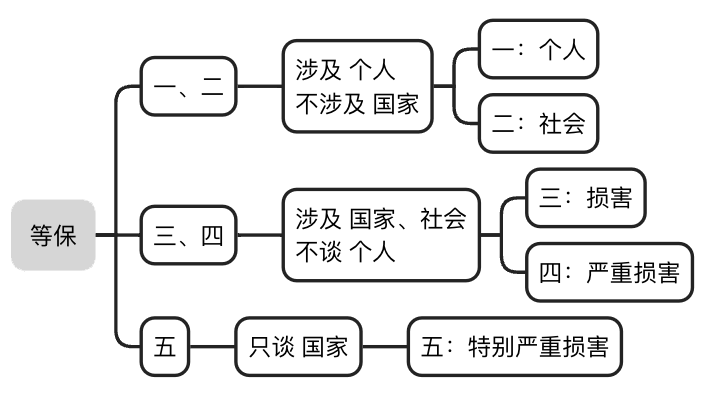 等保
一、二
涉及 个人
不涉及 国家
一：个人
二：社会
三、四
涉及 国家、社会
不谈 个人
三：损害
四：严重损害
五
只谈 国家
五：特别严重损害